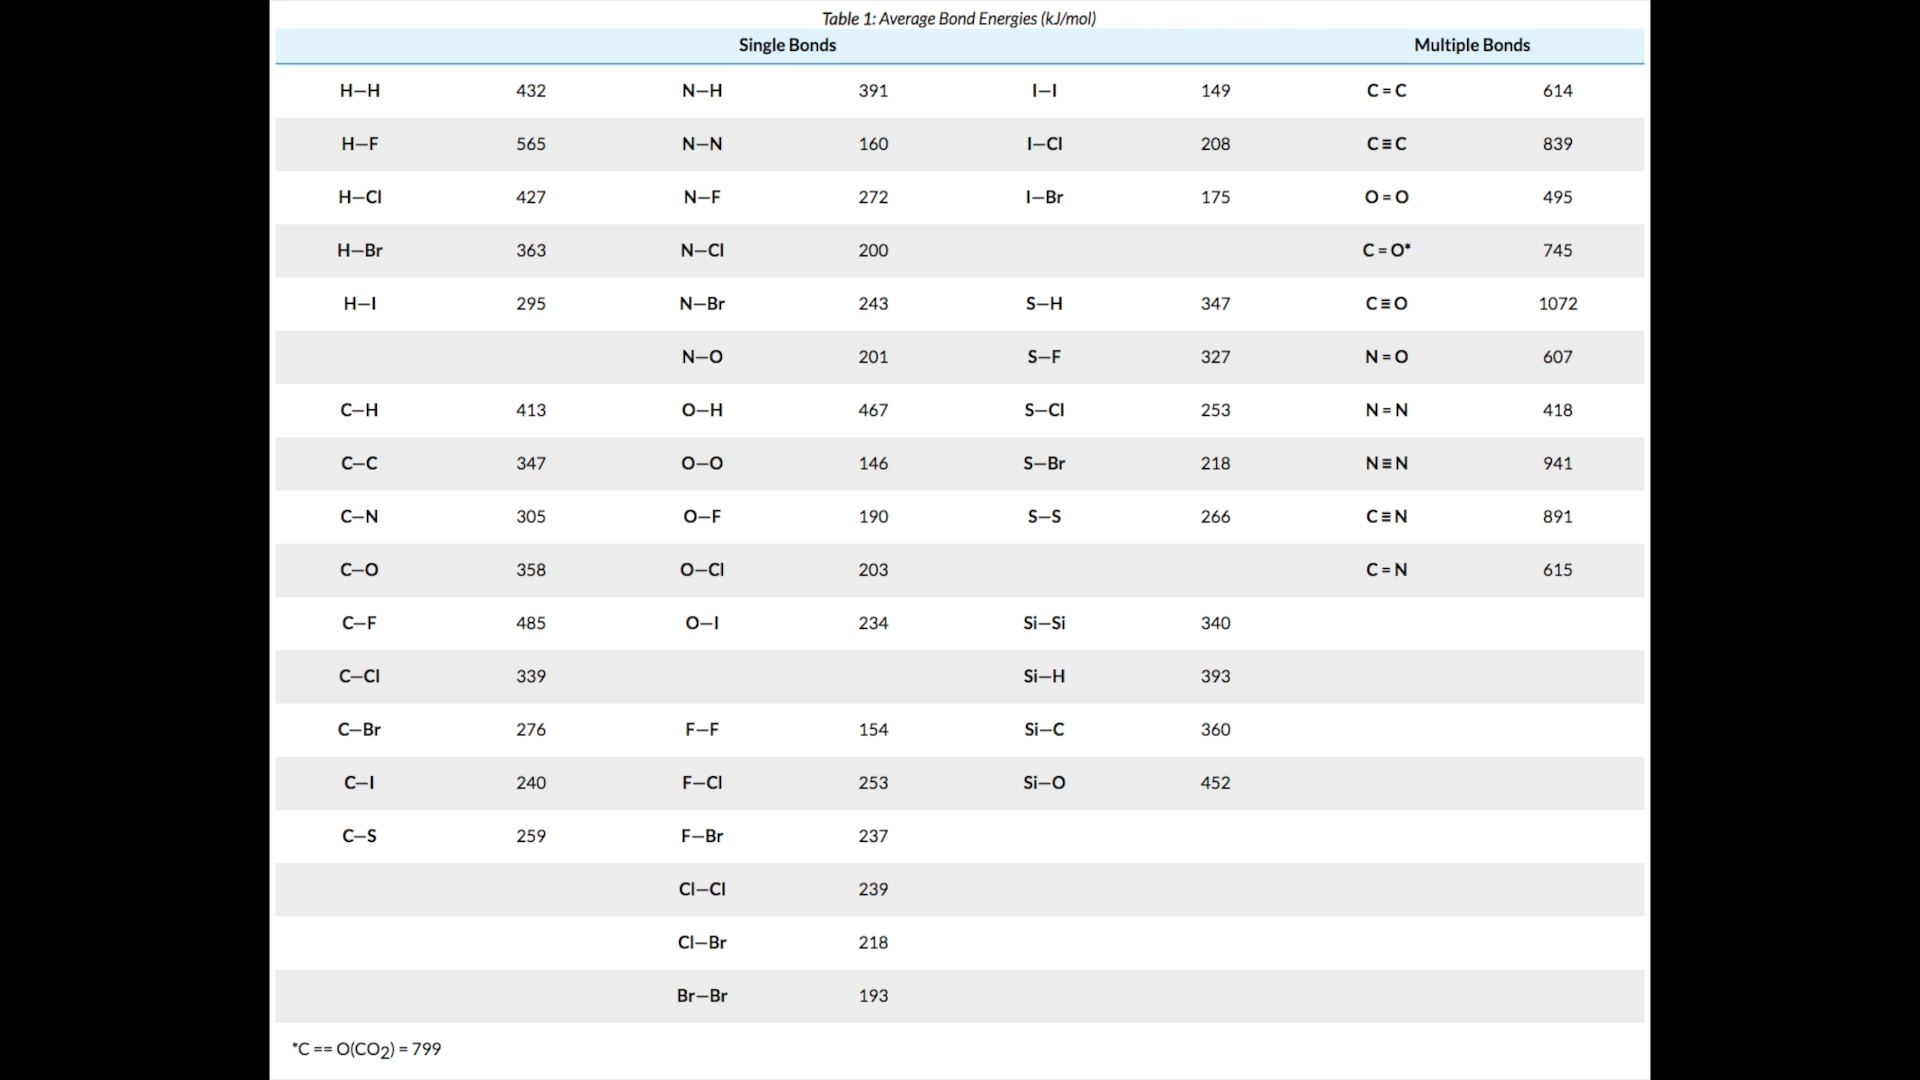 Table 1: Average Bond Energies (kJ/mol)
Single Bonds Multiple Bonds
H—H 432 N—H 391 I—I 149 C = C 614
H—F 565 N—N 160 I—Cl 208 C ≡ C 839
H—Cl 427 N—F 272 I—Br 175 O = O 495
H—Br 363 N—Cl 200 C = O* 745
H—I 295 N—Br 243 S—H 347 C ≡ O 1072
N—O 201 S—F 327 N = O 607
C—H 413 O—H 467 S—Cl 253 N = N 418
C—C 347 O—O 146 S—Br 218 N ≡ N 941
C—N 305 O—F 190 S—S 266 C ≡ N 891
C—O 358 O—Cl 203 C = N 615
C—F 485 O—I 234 Si—Si 340
C—Cl 339 Si—H 393
C—Br 276 F—F 154 Si—C 360
C—I 240 F—Cl 253 Si—O 452
C—S 259 F—Br 237
Cl—Cl 239
Cl—Br 218
Br—Br 193
*C == O(CO₂) = 799